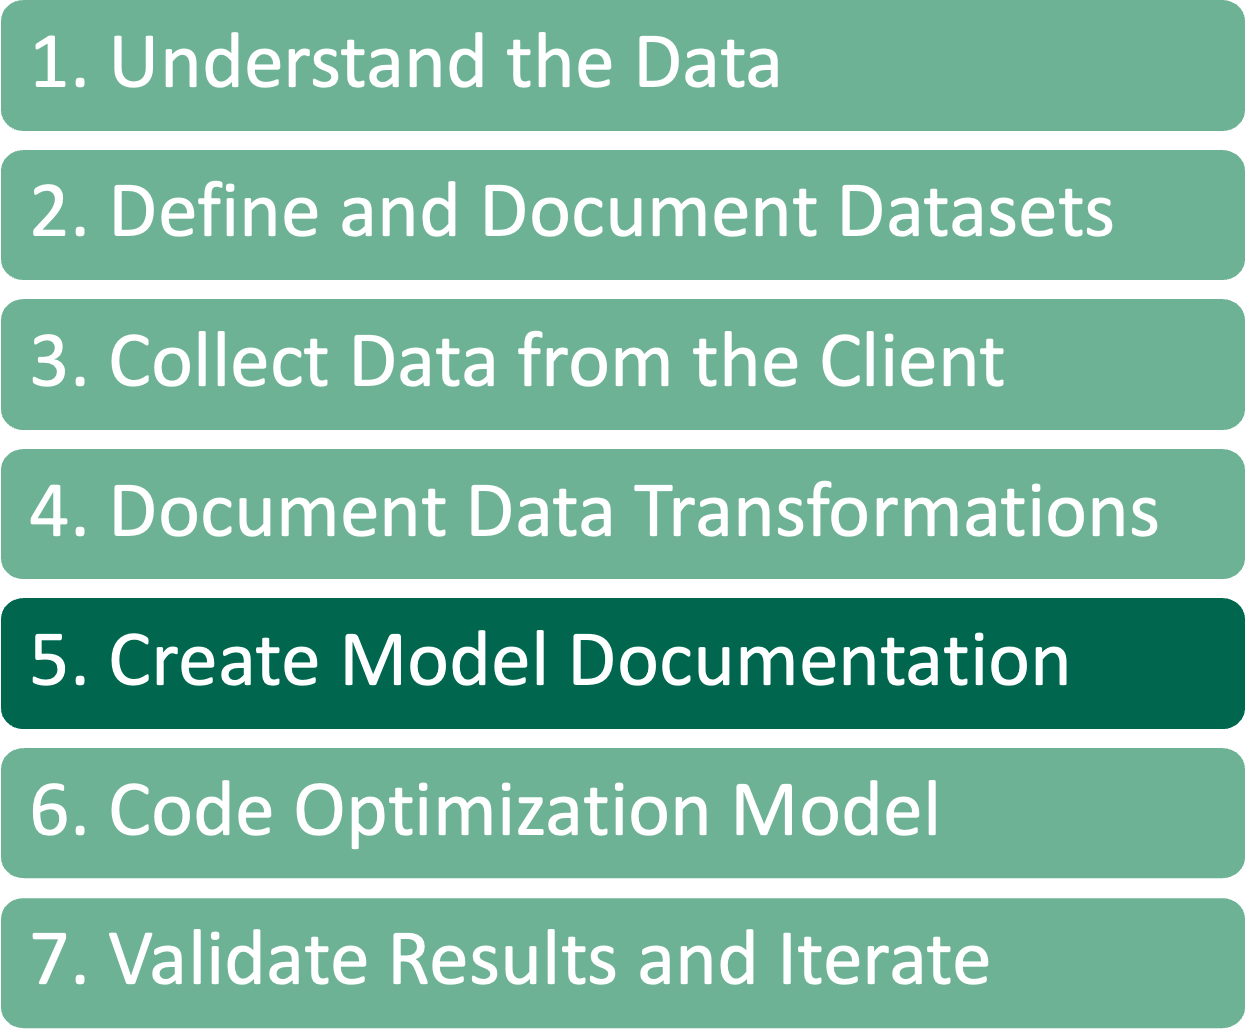 1. Understand the Data
2. Define and Document Datasets
3. Collect Data from the Client
4. Document Data Transformations
5. Create Model Documentation
6. Code Optimization Model
7. Validate Results and Iterate